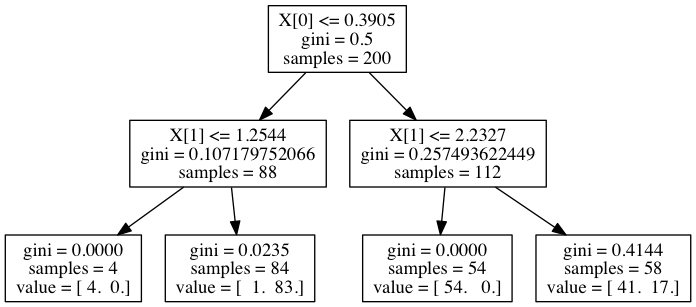 X[0] <= 0.3905
gini = 0.5
samples = 200
X[1] <= 1.2544
gini = 0.107179752066
samples = 88
X[1] <= 2.2327
gini = 0.257493622449
samples = 112
gini = 0.0000
samples = 4
value = [ 4. 0.]
gini = 0.0235
samples = 84
value = [ 1. 83.]
gini = 0.0000
samples = 54
value = [ 54. 0.]
gini = 0.4144
samples = 58
value = [ 41. 17.]